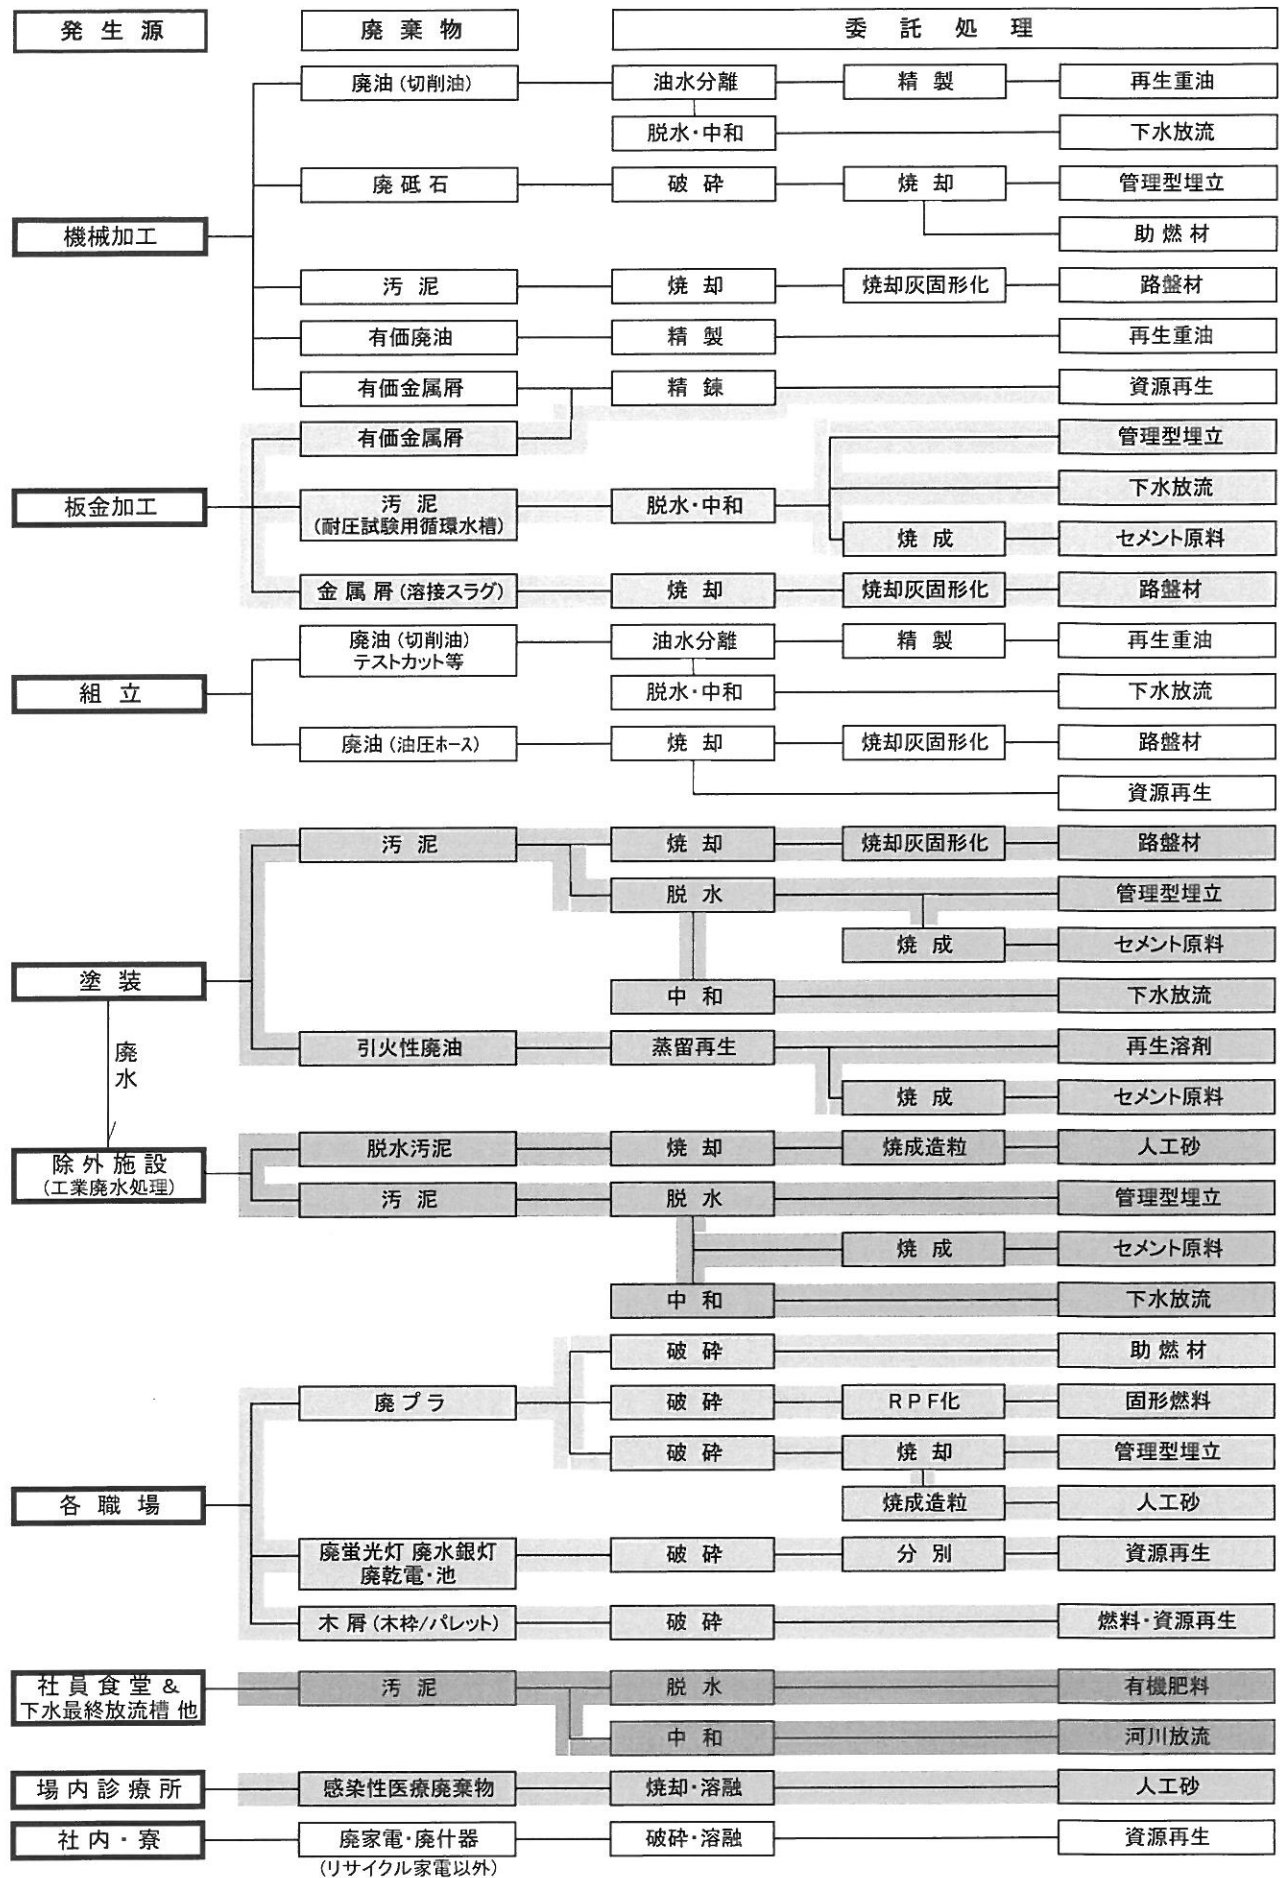 発生源 廃棄物 委託処理
廃油(切削油) 油水分離 精製 再生重油
脱水・中和 下水放流
廃砥石 破砕 焼却 管理型埋立
機械加工 助燃材
汚泥 焼却 焼却灰固形化 路盤材
有価廃油 精製 再生重油
有価金属屑 精錬 資源再生
有価金属屑 管理型埋立
下水放流
板金加工 汚泥 脱水・中和
(耐圧試験用循環水槽) 焼成 セメント原料
金属屑(溶接スラグ) 焼却 焼却灰固形化 路盤材
廃油(切削油) 油水分離 精製 再生重油
テストカット等
組立 脱水・中和 下水放流
廃油(油圧ホース) 焼却 焼却灰固形化 路盤材
資源再生
汚泥 焼却 焼却灰固形化 路盤材
脱水 管理型埋立
焼成 セメント原料
塗装 中和 下水放流
廃水
引火性廃油 蒸留再生 再生溶剤
焼成 セメント原料
除外施設 脱水汚泥 焼却 焼成造粒 人工砂
(工業廃水処理)
汚泥 脱水 管理型埋立
焼成 セメント原料
中和 下水放流
破砕 助燃材
廃プラ 破砕 RPF化 固形燃料
破砕 焼却 管理型埋立
各職場 焼成造粒 人工砂
廃蛍光灯 廃水銀灯 破砕 分別 資源再生
廃乾電・池
木屑(木枠/パレット) 破砕 燃料・資源再生
社員食堂& 汚泥 脱水 有機肥料
下水最終放流槽 他
中和 河川放流
場内診療所 感染性医療廃棄物 焼却・溶融 人工砂
社内・寮 廃家電・廃什器 破砕・溶融 資源再生
(リサイクル家電以外)